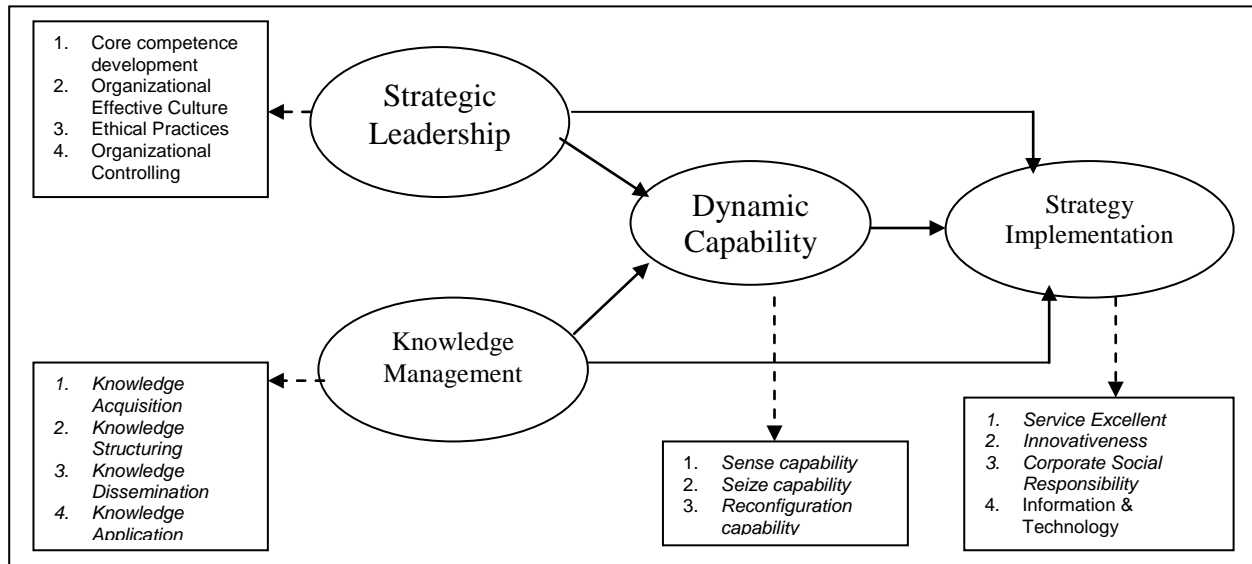 1. Core competence
development
2. Organizational
Effective Culture
3. Ethical Practices
4. Organizational
Controlling
Strategic
Leadership
Dynamic
Capability
Strategy
Implementation
Knowledge
Management
1. Knowledge
Acquisition
2. Knowledge
Structuring
3. Knowledge
Dissemination
4. Knowledge
Application
1. Sense capability
2. Seize capability
3. Reconfiguration
capability
1. Service Excellent
2. Innovativeness
3. Corporate Social
Responsibility
4. Information &
Technology